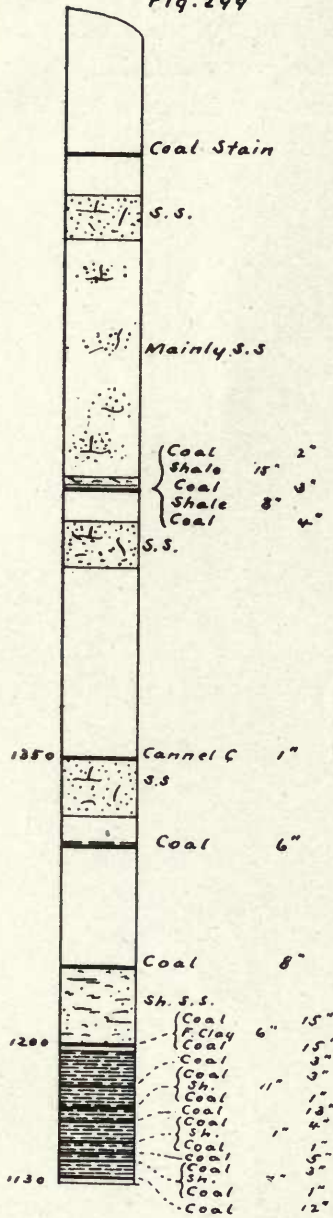 Fig. 244
Coal Stain
S.S.
Mainly S.S
Coal 2"
Shale 15"
Coal 3"
Shale 8"
Coal 4"
S.S.
1350 Cannel C 1"
S.S
Coal 6"
Coal 8"
Sh. S.S.
Coal 15"
F. Clay 6"
1200 Coal 15"
Coal 3"
Coal 3"
Sh. 11"
Coal 1"
Coal 13"
Coal 4"
Sh. 1"
Coal 1"
Coal 5"
Coal 3"
Sh.
1130 Coal 1"
Coal 12"